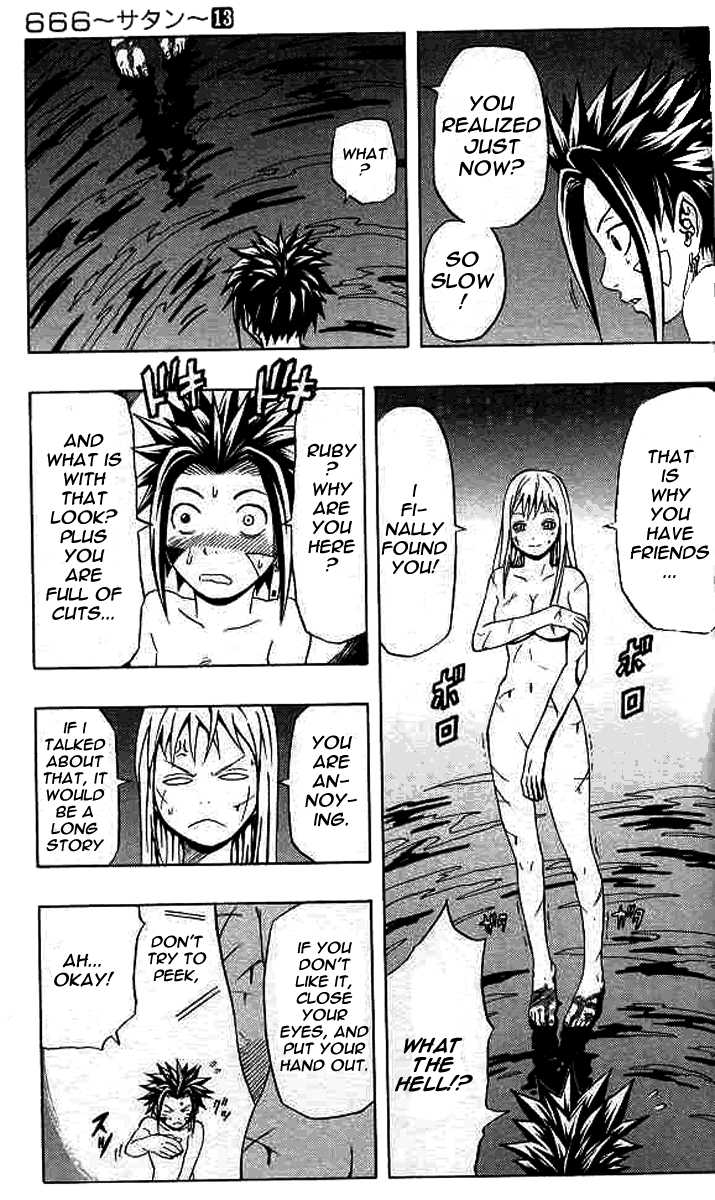 666～サタン～13
YOU
REALIZED
JUST
NOW?
SO
SLOW
!
WHAT
?
THAT
IS
WHY
YOU
HAVE
FRIENDS
...
I
FI-
NALLY
FOUND
YOU!
ボロ
ボロ
WHAT
THE
HELL!?
ドキ
ドキ
RUBY
?
WHY
ARE
YOU
HERE
?
AND
WHAT IS
WITH
THAT
LOOK?
PLUS
YOU
ARE
FULL OF
CUTS...
YOU
ARE
AN-
NOY-
ING.
IF I
TALKED
ABOUT
THAT, IT
WOULD
BE A
LONG
STORY
IF YOU
DON'T
LIKE IT,
CLOSE
YOUR
EYES, AND
PUT YOUR
HAND OUT.
DON'T
TRY TO
PEEK,
AH...
OKAY!